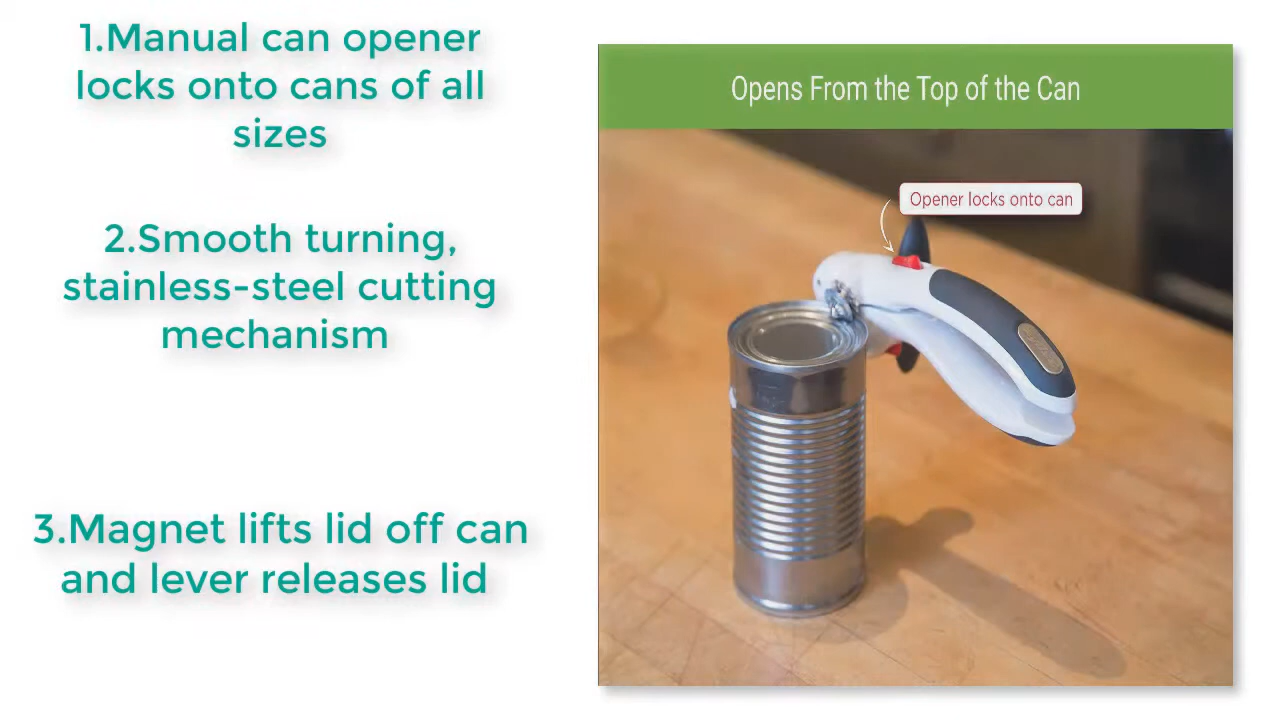 1.Manual can opener
locks onto cans of all
sizes
2.Smooth turning,
stainless-steel cutting
mechanism
3.Magnet lifts lid off can
and lever releases lid
Opens From the Top of the Can
Opener locks onto can